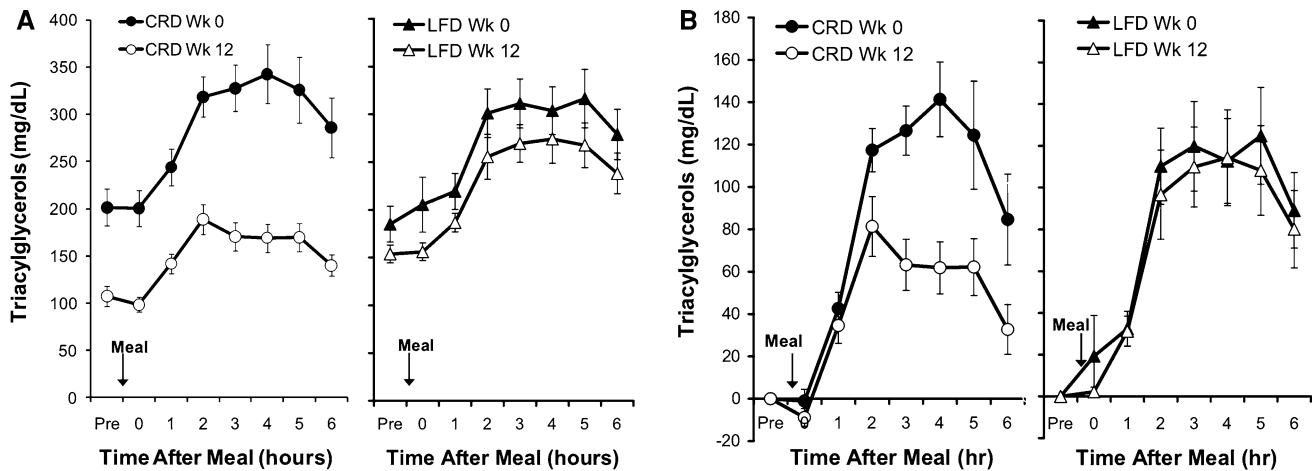 A
Triacylglycerols (mg/dL)
400
350
300
250
200
150
100
50
0
CRD Wk 0
CRD Wk 12
Meal
Pre 0 1 2 3 4 5 6
Time After Meal (hours)
LFD Wk 0
LFD Wk 12
Meal
Pre 0 1 2 3 4 5 6
Time After Meal (hours)
B
Triacylglycerols (mg/dL)
180
160
140
120
100
80
60
40
20
0
-20
CRD Wk 0
CRD Wk 12
Meal
Pre 0 1 2 3 4 5 6
Time After Meal (hr)
LFD Wk 0
LFD Wk 12
Meal
Pre 0 1 2 3 4 5 6
Time After Meal (hr)